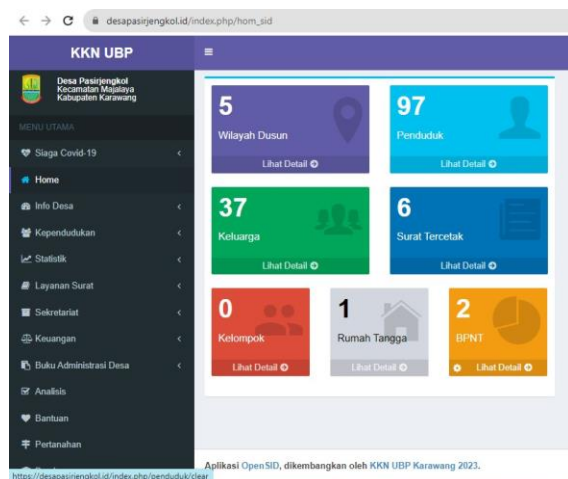 desapasirjengkol.id/index.php/hom_sid
KKN UBP
Desa Pasirjengkol
Kecamatan Majalaya
Kabupaten Karawang
MENU UTAMA
Siaga Covid-19
Home
Info Desa
Kependudukan
Statistik
Layanan Surat
Sekretariat
Keuangan
Buku Administrasi Desa
Analisis
Bantuan
Pertanahan
https://desapasirjengkol.id/index.php/penduduk/clear
5
Wilayah Dusun
Lihat Detail
97
Penduduk
Lihat Detail
37
Keluarga
Lihat Detail
6
Surat Tercetak
Lihat Detail
0
Kelompok
Lihat Detail
1
Rumah Tangga
Lihat Detail
2
BPNT
Lihat Detail
Aplikasi OpenSID, dikembangkan oleh KKN UBP Karawang 2023.